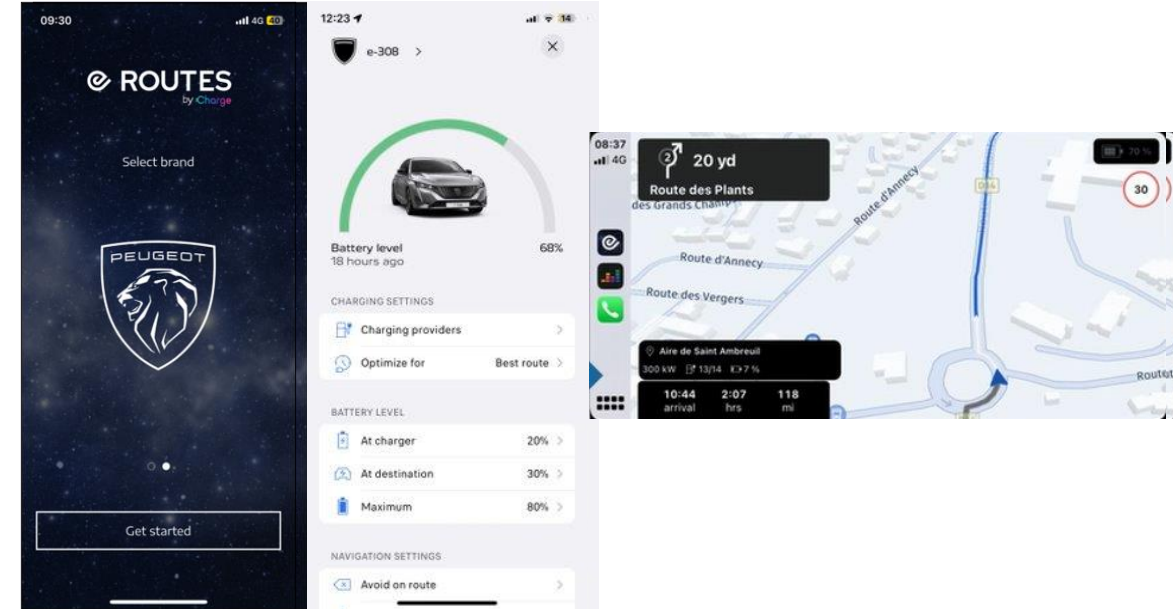 09:30
4G 40
ROUTES
by Charge
Select brand
PEUGEOT
Get started
12:23
14
e-308
Battery level
68%
18 hours ago
CHARGING SETTINGS
Charging providers
Optimize for
Best route
BATTERY LEVEL
At charger
20%
At destination
30%
Maximum
80%
NAVIGATION SETTINGS
Avoid on route
08:37
4G
2
20 yd
Route des Plants
70 %
30
des Grands Champs
Route d'Annecy
Route d'Annecy
Route des Vergers
Aire de Saint Ambreuil
300 kW 13/14 7 %
10:44 2:07 118
arrival hrs mi